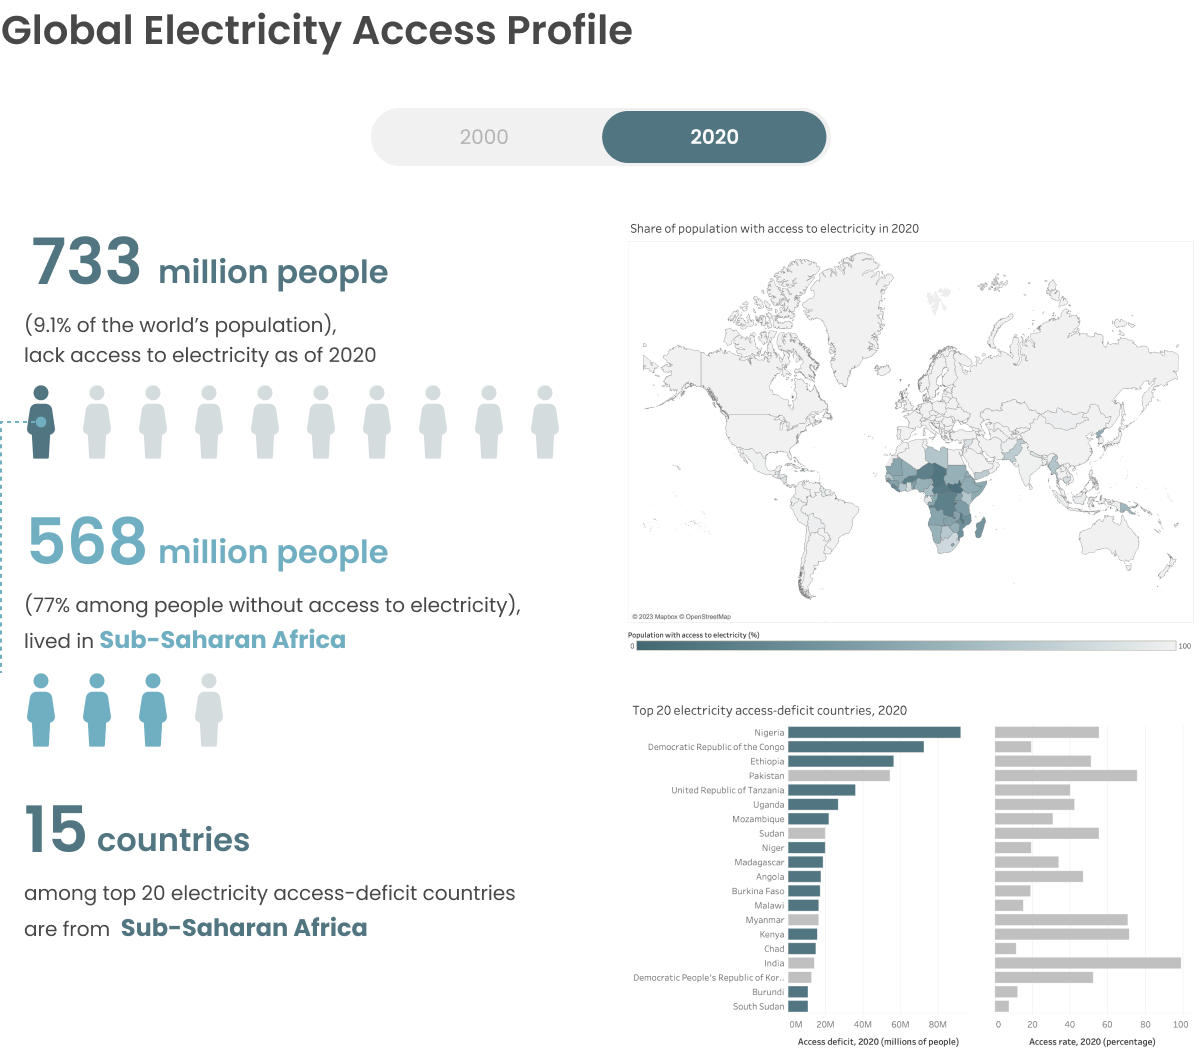 Global Electricity Access Profile
2000
2020
733 million people
(9.1% of the world’s population),
lack access to electricity as of 2020
568 million people
(77% among people without access to electricity),
lived in Sub-Saharan Africa
15 countries
among top 20 electricity access-deficit countries
are from Sub-Saharan Africa
Share of population with access to electricity in 2020
© 2023 Mapbox © OpenStreetMap
Population with access to electricity (%)
0
100
Top 20 electricity access-deficit countries, 2020
Nigeria
Democratic Republic of the Congo
Ethiopia
Pakistan
United Republic of Tanzania
Uganda
Mozambique
Sudan
Niger
Madagascar
Angola
Burkina Faso
Malawi
Myanmar
Kenya
Chad
India
Democratic People's Republic of Kor..
Burundi
South Sudan
0M 20M 40M 60M 80M
Access deficit, 2020 (millions of people)
0 20 40 60 80 100
Access rate, 2020 (percentage)